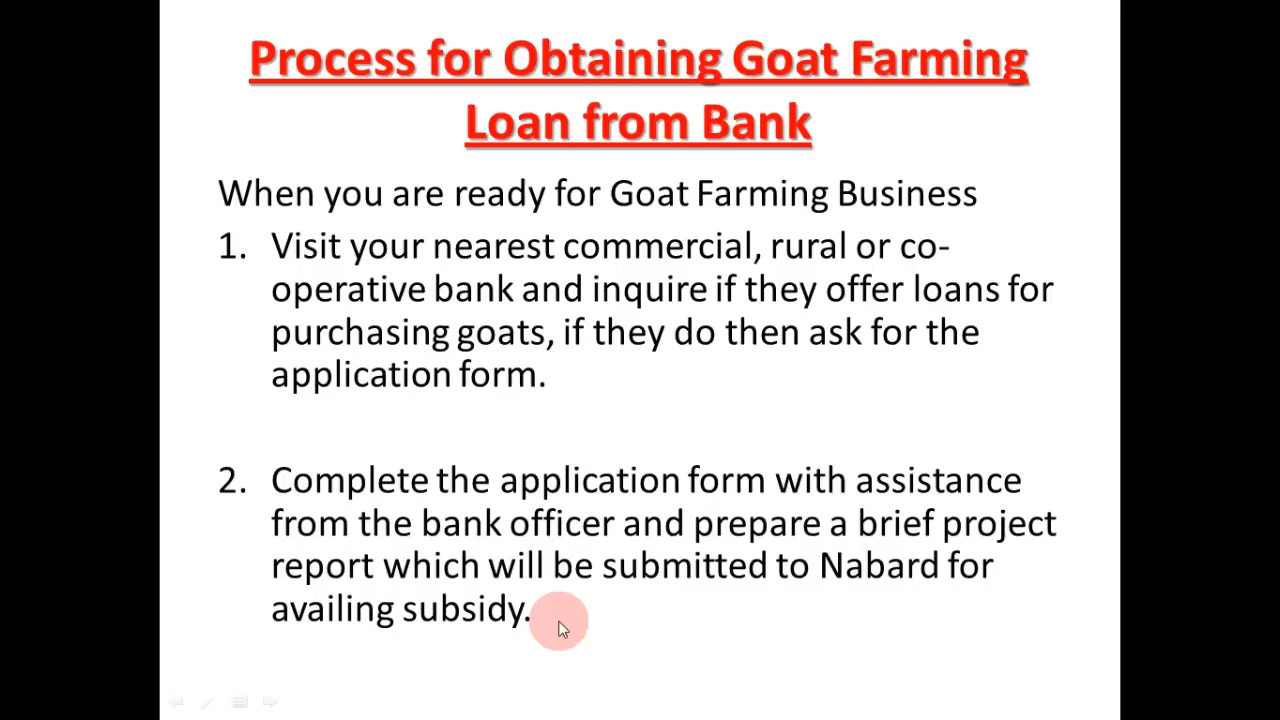 Process for Obtaining Goat Farming
Loan from Bank
When you are ready for Goat Farming Business
1. Visit your nearest commercial, rural or co-
operative bank and inquire if they offer loans for
purchasing goats, if they do then ask for the
application form.
2. Complete the application form with assistance
from the bank officer and prepare a brief project
report which will be submitted to Nabard for
availing subsidy.